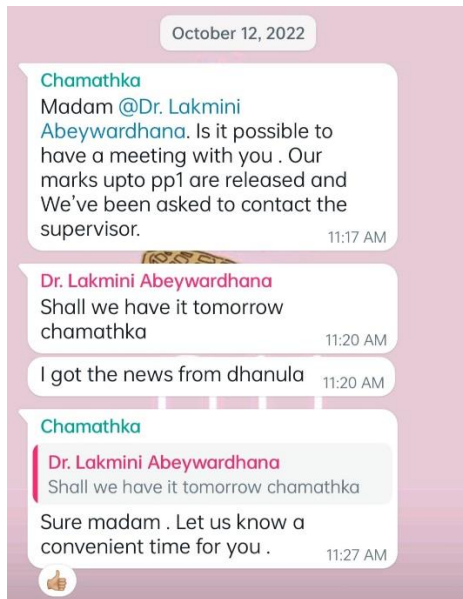 October 12, 2022
Chamathka
Madam @Dr. Lakmini
Abeywardhana. Is it possible to
have a meeting with you . Our
marks upto pp1 are released and
We've been asked to contact the
supervisor.
11:17 AM
Dr. Lakmini Abeywardhana
Shall we have it tomorrow
chamathka
11:20 AM
I got the news from dhanula
11:20 AM
Chamathka
Dr. Lakmini Abeywardhana
Shall we have it tomorrow chamathka
Sure madam . Let us know a
convenient time for you .
11:27 AM